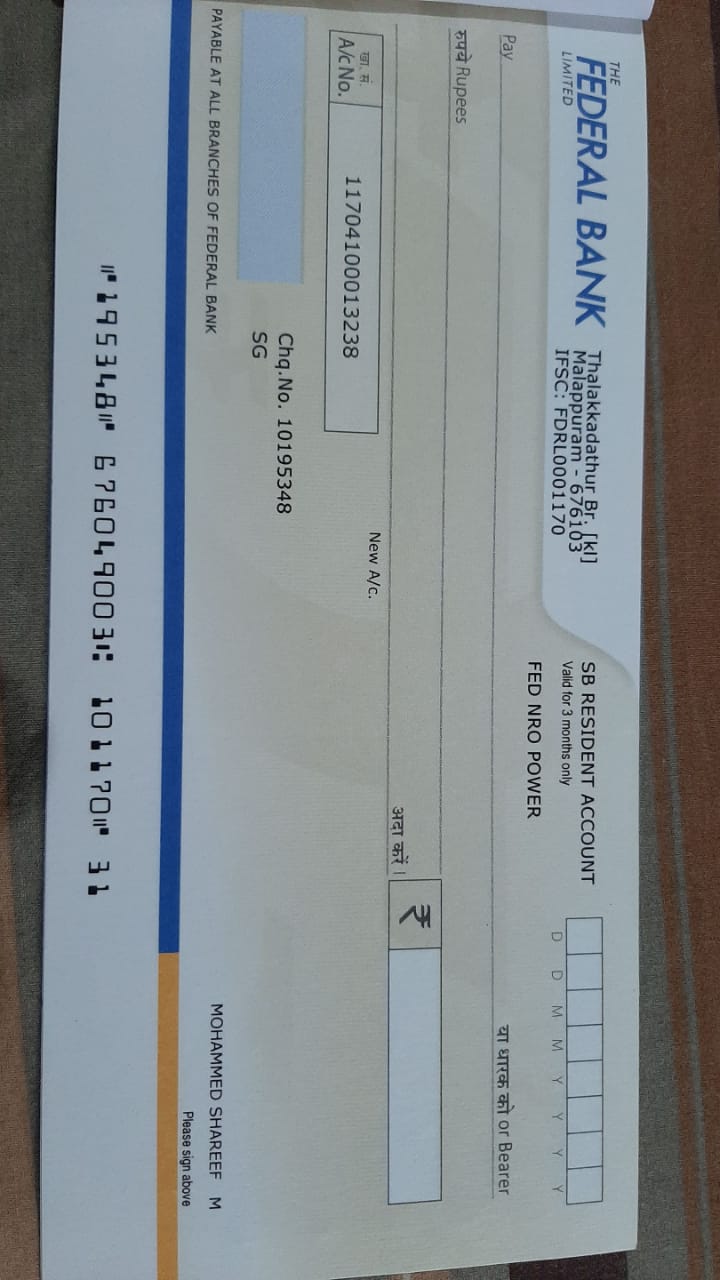 THE
FEDERAL BANK
LIMITED
Thalakkadathur Br. [kl]
Malappuram - 676103
IFSC: FDRL0001170
SB RESIDENT ACCOUNT
Valid for 3 months only
FED NRO POWER
D D M M Y Y Y Y
Pay
या धारक को or Bearer
रुपये Rupees
अदा करें।
₹
खा. सं.
A/c No.
11704100013238
New A/c.
Chq.No. 10195348
SG
MOHAMMED SHAREEF M
Please sign above
PAYABLE AT ALL BRANCHES OF FEDERAL BANK
⑈195348⑈ 676049003⑆ 101170⑈ 31